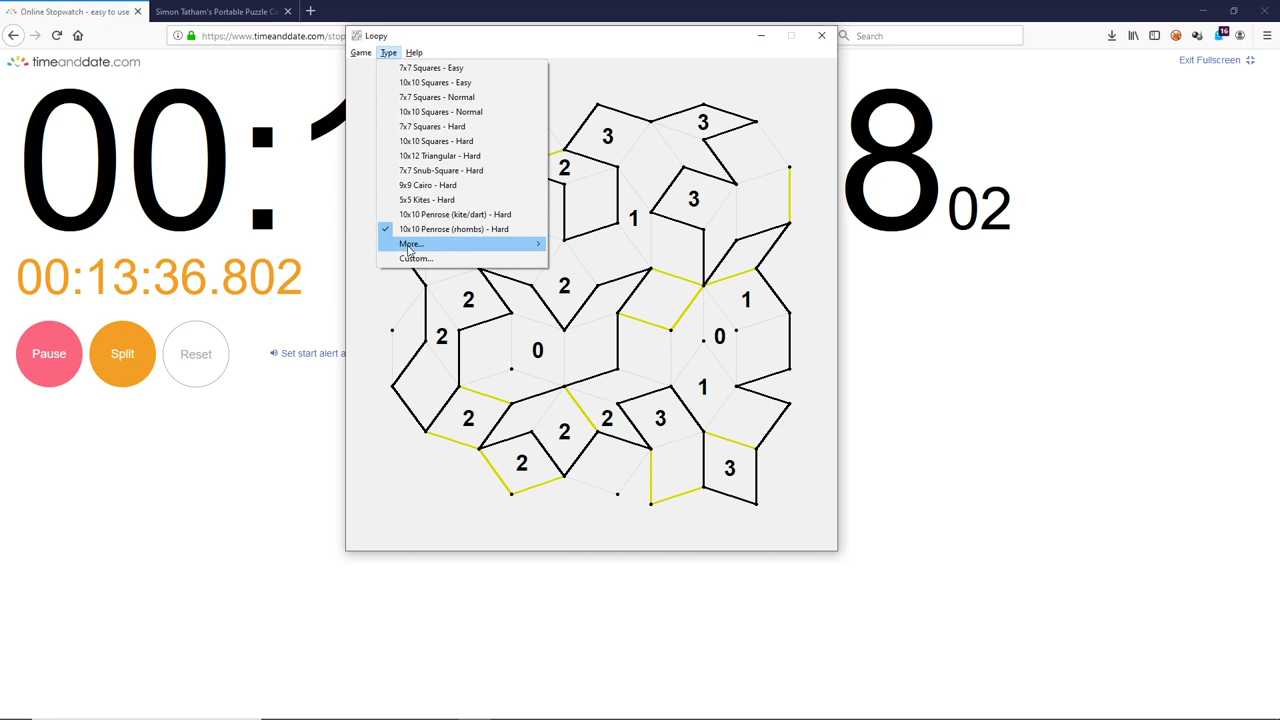 Online Stopwatch - easy to use
Simon Tatham's Portable Puzzle Co
https://www.timeanddate.com/stop
Search
16
timeanddate.com
Exit Fullscreen
00:1
8 02
00:13:36.802
Pause
Split
Reset
Set start alert a
Loopy
Game Type Help
7x7 Squares - Easy
10x10 Squares - Easy
7x7 Squares - Normal
10x10 Squares - Normal
7x7 Squares - Hard
10x10 Squares - Hard
10x12 Triangular - Hard
7x7 Snub-Square - Hard
9x9 Cairo - Hard
5x5 Kites - Hard
10x10 Penrose (kite/dart) - Hard
10x10 Penrose (rhombs) - Hard
More...
Custom...
3 3
2
3
1
2 2 1
2 0 0
1
2 2 2 3
2 3